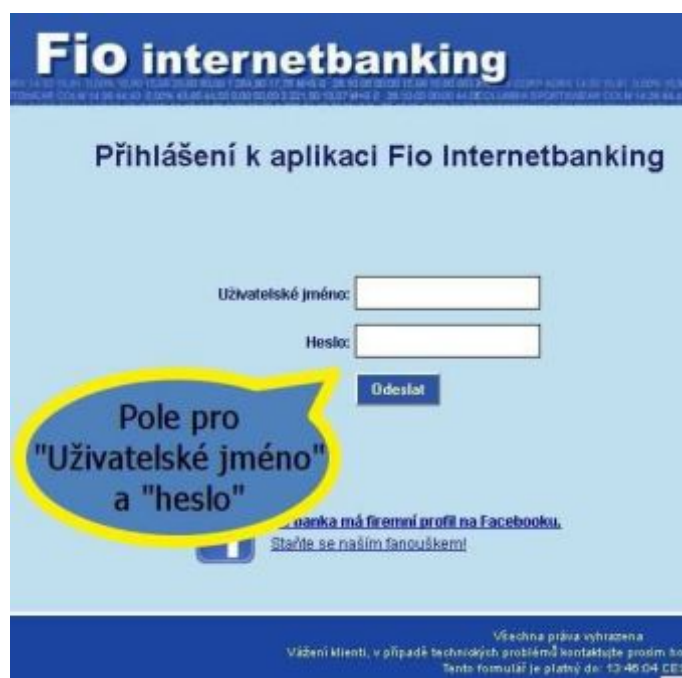 Fio internetbanking
Přihlášení k aplikaci Fio Internetbanking
Uživatelské jméno:
Heslo:
Odeslat
Pole pro
"Uživatelské jméno"
a "heslo"
banka má firemní profil na Facebooku.
Staňte se naším fanouškem!
Všechna práva vyhrazena
Vážení klienti, v případě technických problémů kontaktujte prosím
Tento formulář je platný do: 13:46:04 CES